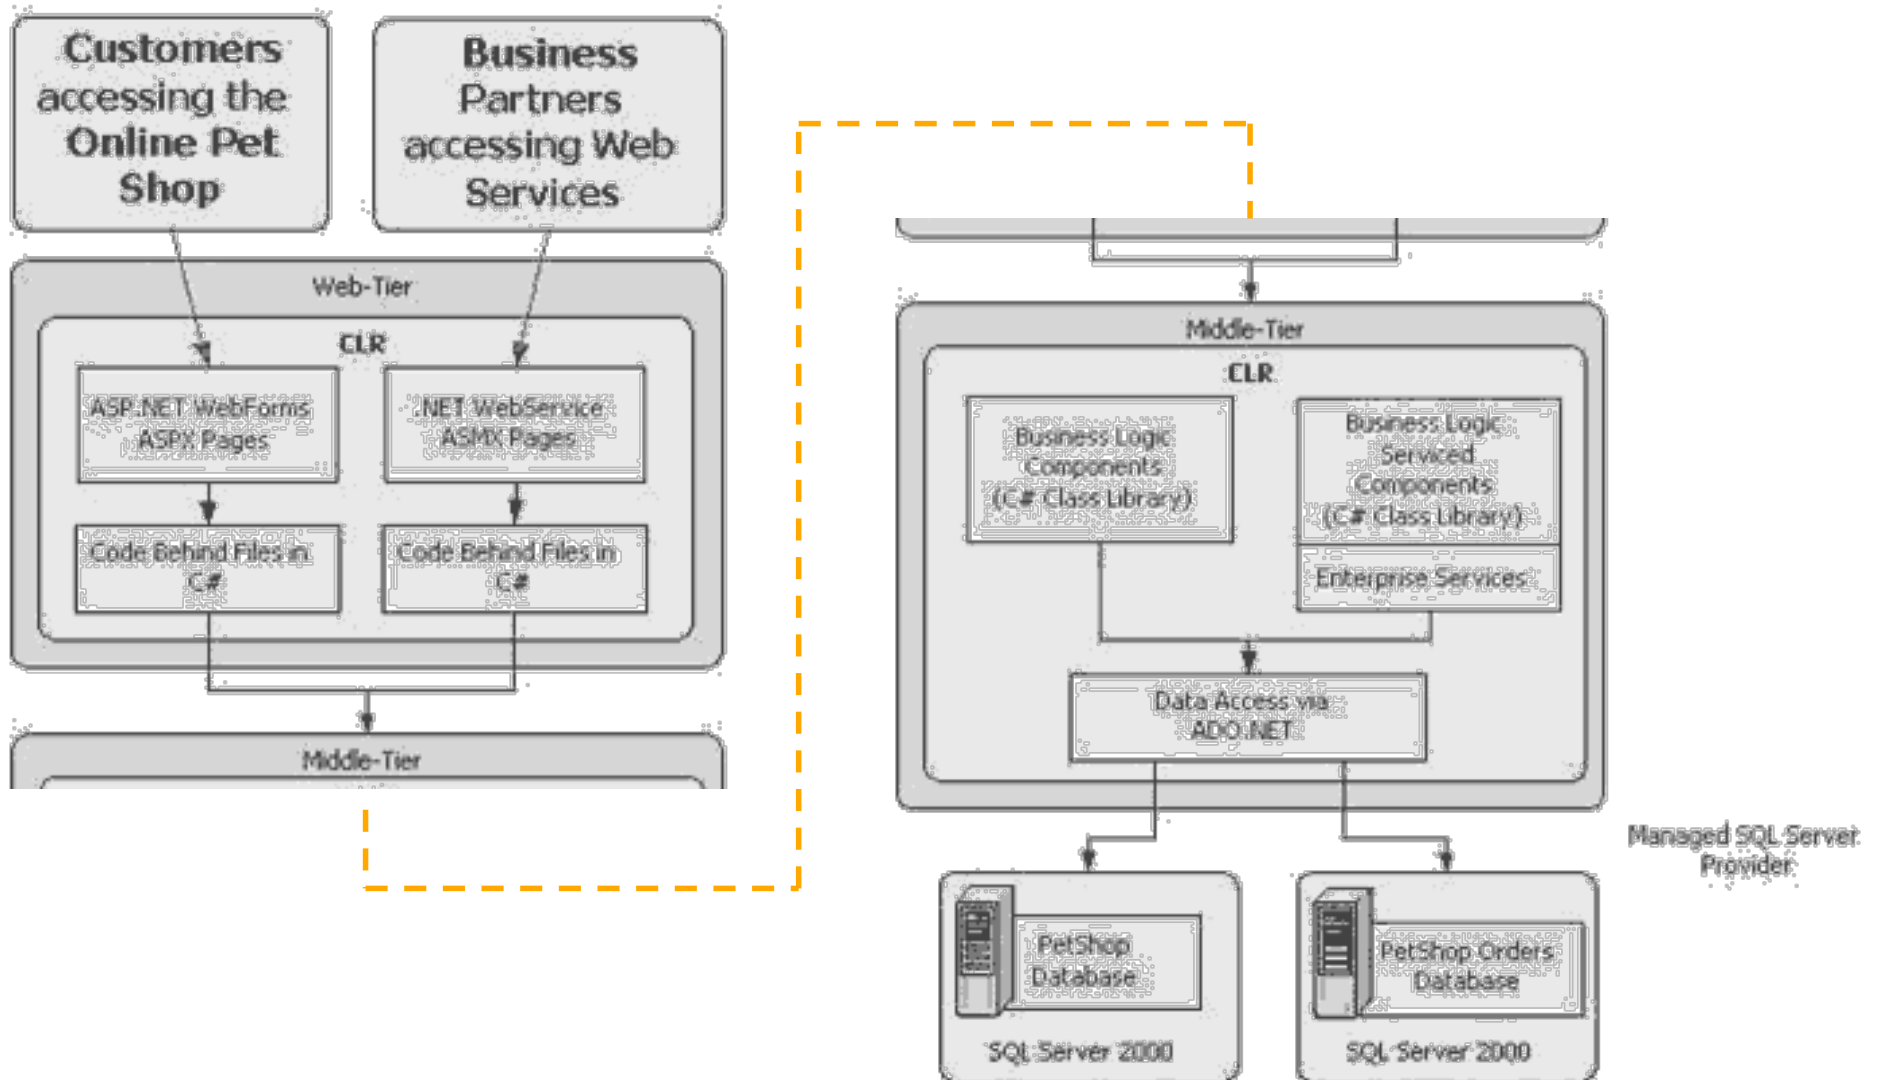 Customers
accessing the
Online Pet
Shop
Business
Partners
accessing Web
Services
Web-Tier
CLR
ASP.NET WebForms
ASPX Pages
.NET WebService
ASMX Pages
Code Behind Files in
C#
Code Behind Files in
C#
Middle-Tier
Middle-Tier
CLR
Business Logic
Components
(C# Class Library)
Business Logic
Serviced
Components
(C# Class Library)
Enterprise Services
Data Access via
ADO.NET
Managed SQL Server
Provider
PetShop
Database
SQL Server 2000
PetShop Orders
Database
SQL Server 2000